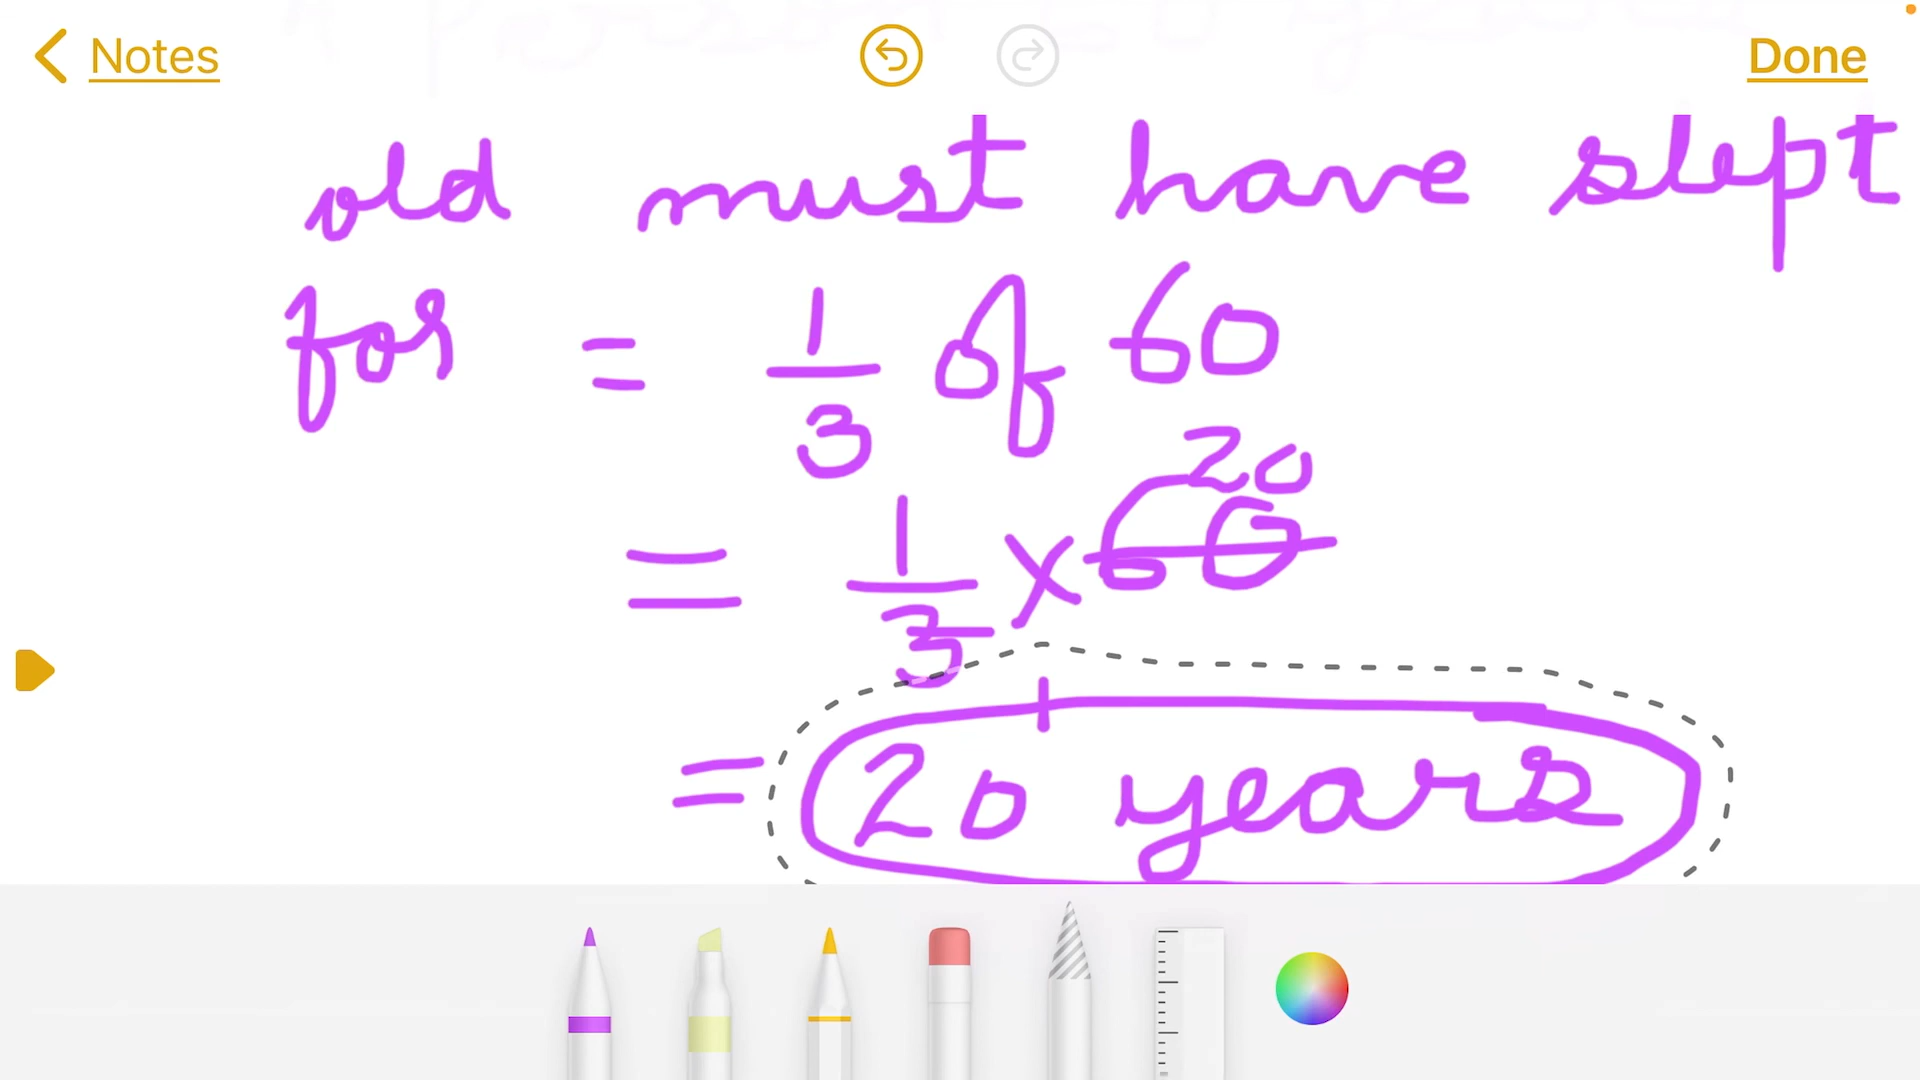 Notes
Done
old must have slept
for = 1/3 of 60
20
= 1/3 × 60
= 20 years